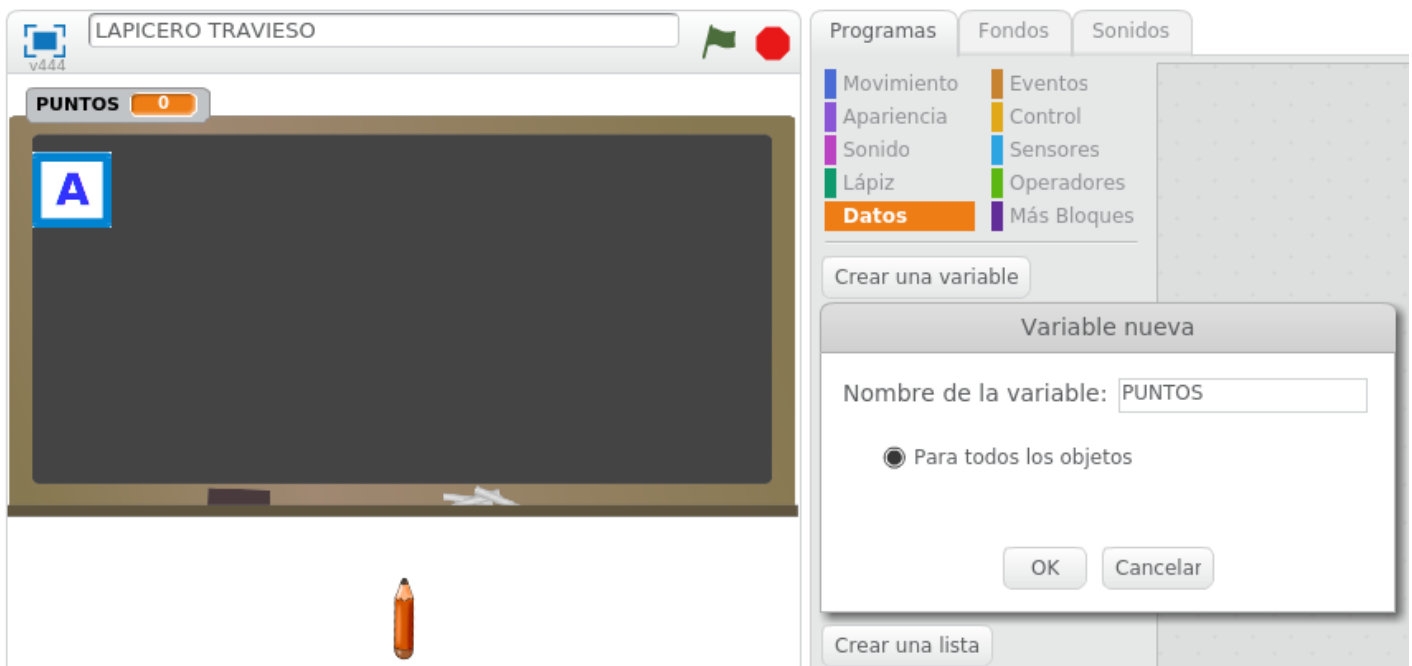 LAPICERO TRAVIESO
v444
PUNTOS 0
A
Programas Fondos Sonidos
Movimiento Eventos
Apariencia Control
Sonido Sensores
Lápiz Operadores
Datos Más Bloques
Crear una variable
Variable nueva
Nombre de la variable: PUNTOS
Para todos los objetos
OK Cancelar
Crear una lista